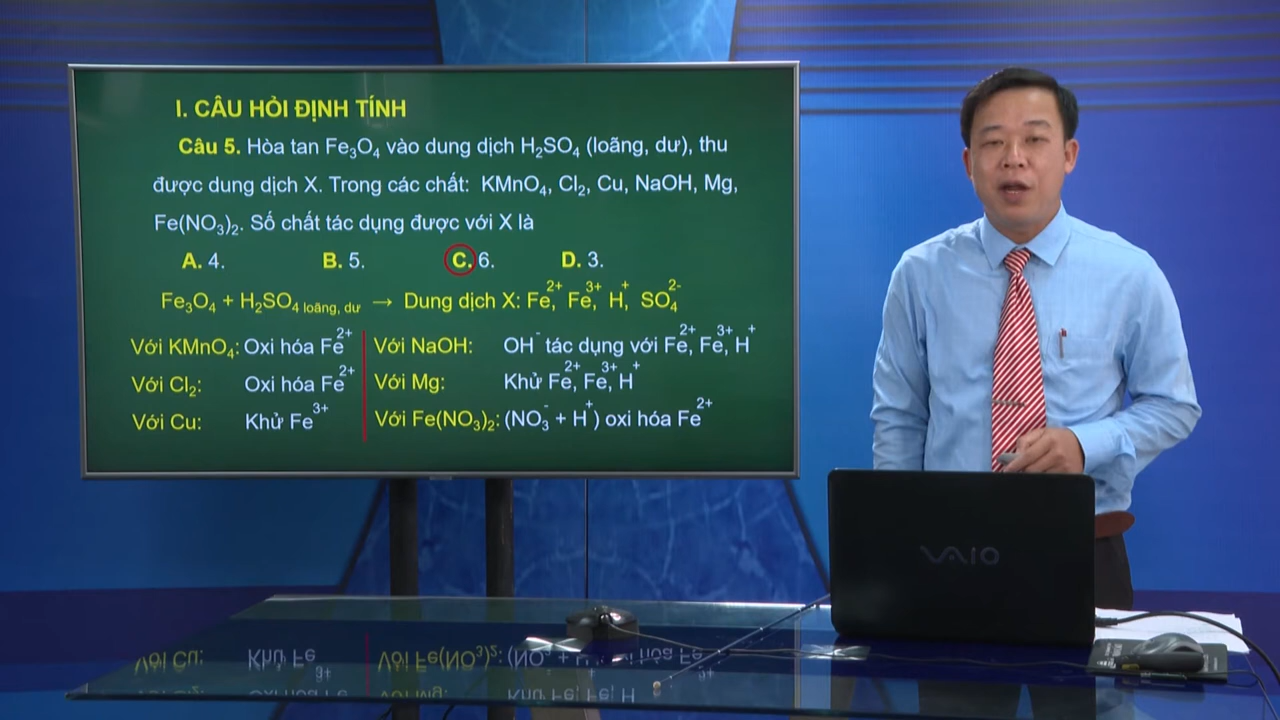 I. CÂU HỎI ĐỊNH TÍNH
Câu 5. Hòa tan Fe₃O₄ vào dung dịch H₂SO₄ (loãng, dư), thu
được dung dịch X. Trong các chất: KMnO₄, Cl₂, Cu, NaOH, Mg,
Fe(NO₃)₂. Số chất tác dụng được với X là
A. 4. B. 5. C. 6. D. 3.
Fe₃O₄ + H₂SO₄ loãng, dư → Dung dịch X: Fe²⁺, Fe³⁺, H⁺, SO₄²⁻
Với KMnO₄: Oxi hóa Fe²⁺
Với Cl₂: Oxi hóa Fe²⁺
Với Cu: Khử Fe³⁺
Với NaOH: OH⁻ tác dụng với Fe²⁺, Fe³⁺, H⁺
Với Mg: Khử Fe²⁺, Fe³⁺, H⁺
Với Fe(NO₃)₂: (NO₃⁻ + H⁺) oxi hóa Fe²⁺
VAIO